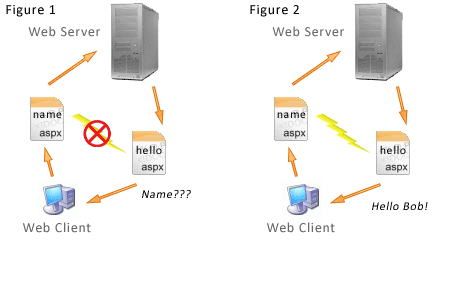 Figure 1
Web Server
name
aspx
hello
aspx
Name???
Web Client
Figure 2
Web Server
name
aspx
hello
aspx
Hello Bob!
Web Client